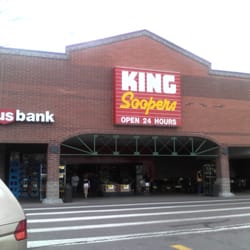 KING
Soopers
OPEN 24 HOURS
us bank